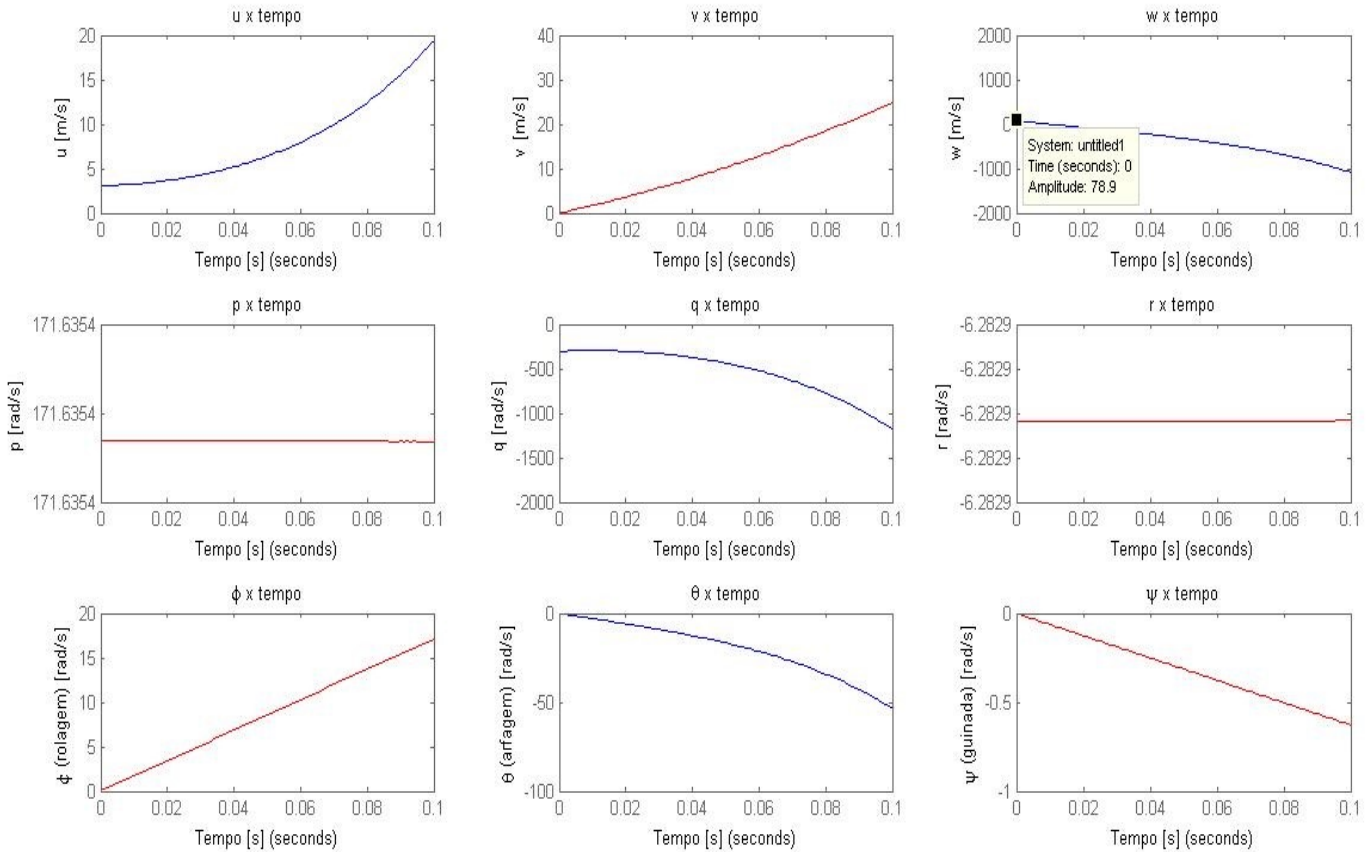 u x tempo
20
15
10
5
0
u [m/s]
0 0.02 0.04 0.06 0.08 0.1
Tempo [s] (seconds)
v x tempo
40
30
20
10
0
v [m/s]
0 0.02 0.04 0.06 0.08 0.1
Tempo [s] (seconds)
w x tempo
2000
1000
0
-1000
-2000
w [m/s]
System: untitled1
Time (seconds): 0
Amplitude: 78.9
0 0.02 0.04 0.06 0.08 0.1
Tempo [s] (seconds)
p x tempo
171.6354
171.6354
171.6354
p [rad/s]
0 0.02 0.04 0.06 0.08 0.1
Tempo [s] (seconds)
q x tempo
0
-500
-1000
-1500
-2000
q [rad/s]
0 0.02 0.04 0.06 0.08 0.1
Tempo [s] (seconds)
r x tempo
-6.2829
-6.2829
-6.2829
-6.2829
-6.2829
r [rad/s]
0 0.02 0.04 0.06 0.08 0.1
Tempo [s] (seconds)
ϕ x tempo
20
15
10
5
0
ϕ (rolagem) [rad/s]
0 0.02 0.04 0.06 0.08 0.1
Tempo [s] (seconds)
θ x tempo
0
-50
-100
θ (arfagem) [rad/s]
0 0.02 0.04 0.06 0.08 0.1
Tempo [s] (seconds)
ψ x tempo
0
-0.5
-1
ψ (guinada) [rad/s]
0 0.02 0.04 0.06 0.08 0.1
Tempo [s] (seconds)